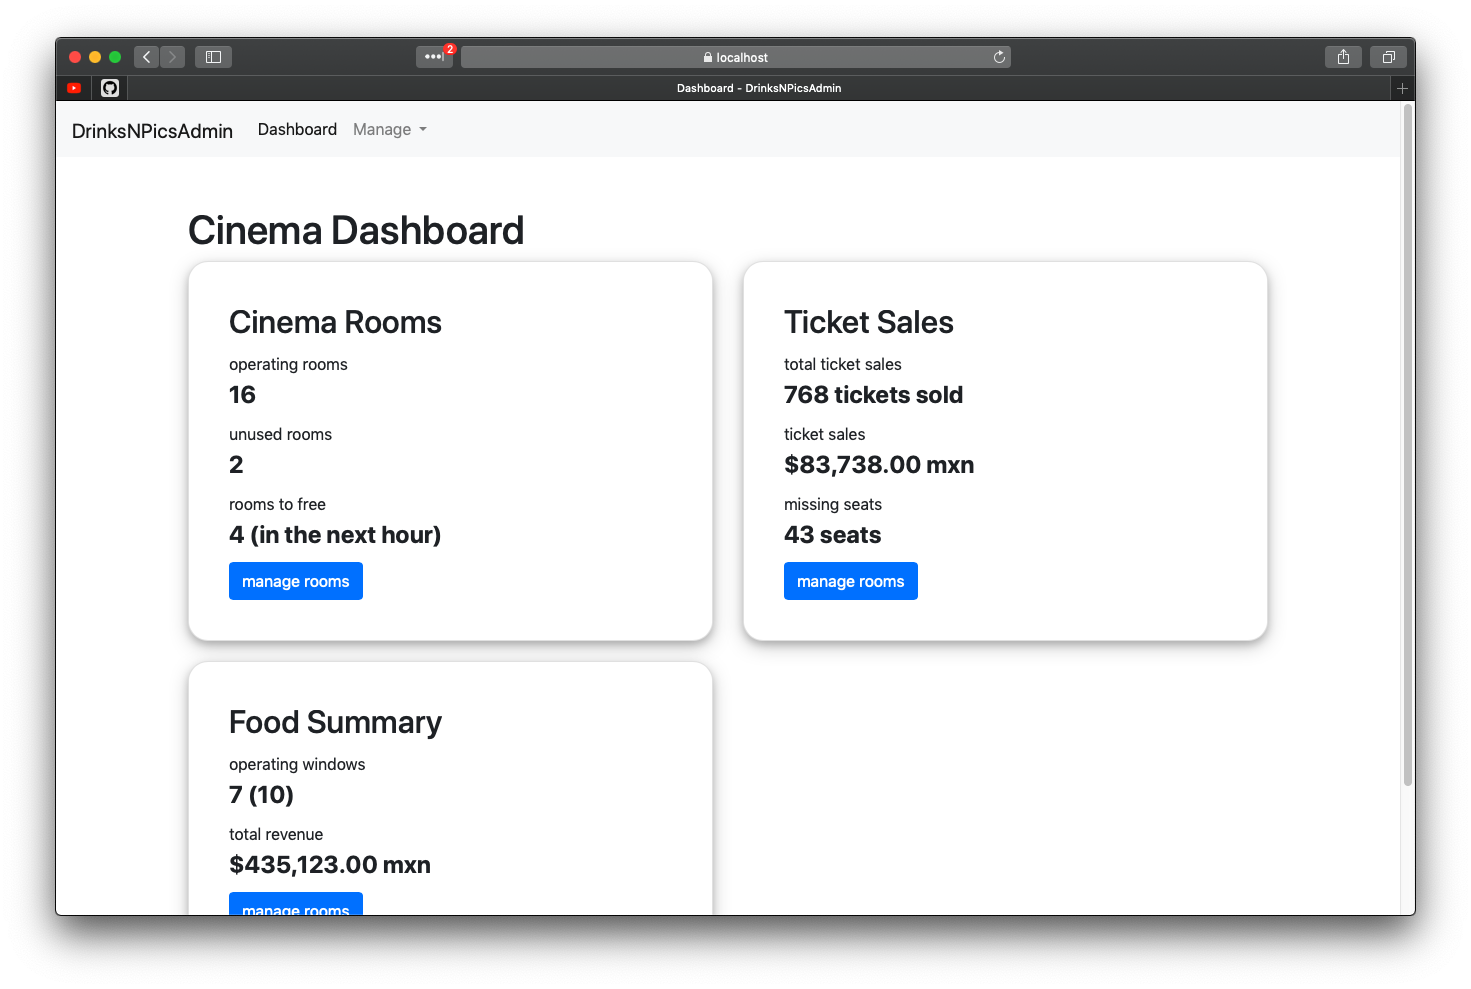 2
localhost
Dashboard - DrinksNPicsAdmin
DrinksNPicsAdmin Dashboard Manage
Cinema Dashboard
Cinema Rooms
operating rooms
16
unused rooms
2
rooms to free
4 (in the next hour)
manage rooms
Ticket Sales
total ticket sales
768 tickets sold
ticket sales
$83,738.00 mxn
missing seats
43 seats
manage rooms
Food Summary
operating windows
7 (10)
total revenue
$435,123.00 mxn
manage rooms